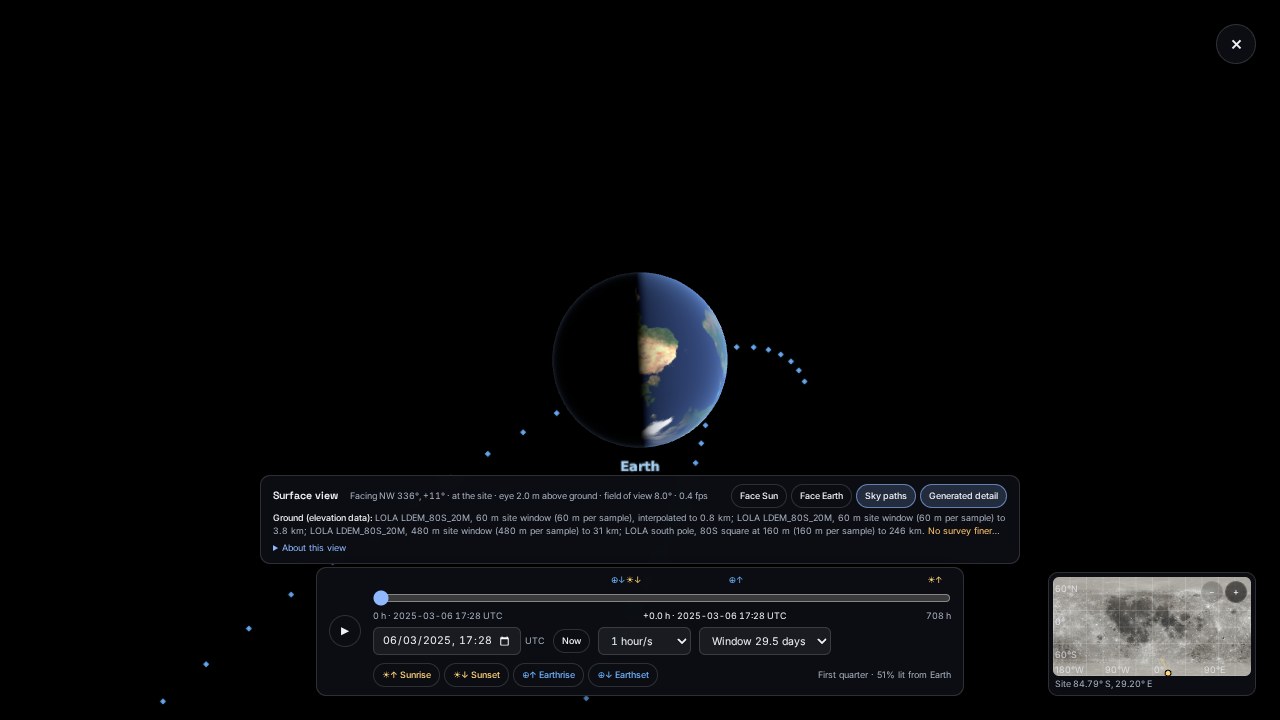 Earth
Surface view Facing NW 336°, +11° · at the site · eye 2.0 m above ground · field of view 8.0° · 0.4 fps Face Sun Face Earth Sky paths Generated detail
Ground (elevation data): LOLA LDEM_80S_20M, 60 m site window (60 m per sample), interpolated to 0.8 km; LOLA LDEM_80S_20M, 60 m site window (60 m per sample) to
3.8 km; LOLA LDEM_80S_20M, 480 m site window (480 m per sample) to 31 km; LOLA south pole, 80S square at 160 m (160 m per sample) to 246 km. No survey finer...
About this view
0 h · 2025-03-06 17:28 UTC +0.0 h · 2025-03-06 17:28 UTC 708 h
06/03/2025, 17:28 UTC Now 1 hour/s Window 29.5 days
☀↑ Sunrise ☀↓ Sunset ⊕↑ Earthrise ⊕↓ Earthset First quarter · 51% lit from Earth
60°N
0°
60°S
180°W 90°W 0° 90°E
Site 84.79° S, 29.20° E